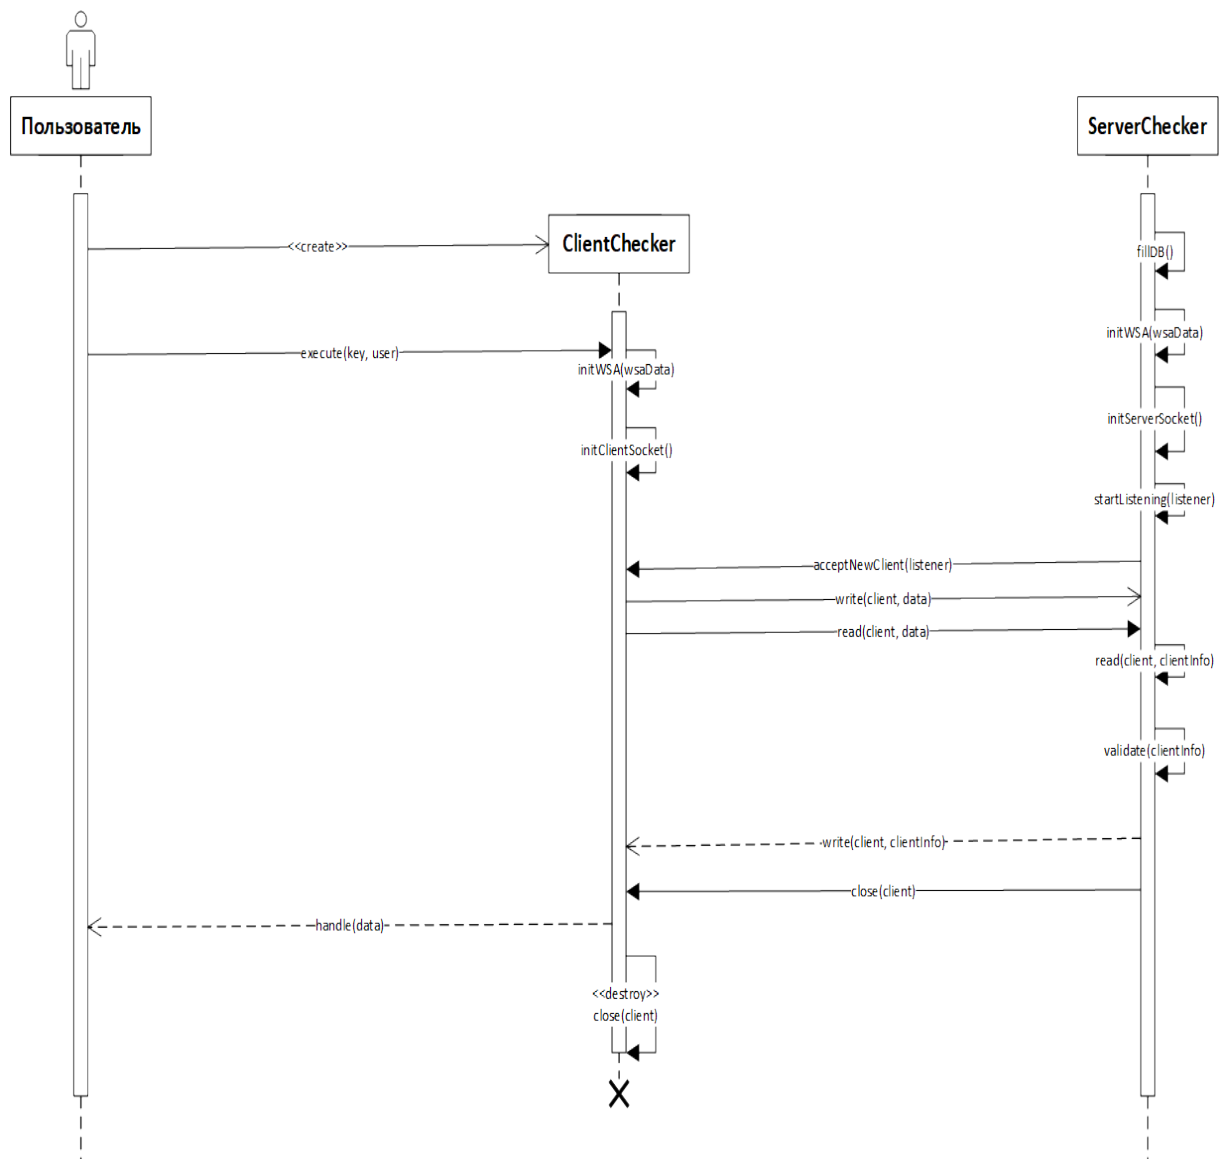 Пользователь
ServerChecker
ClientChecker
<<create>>
fillDB()
initWSA(wsaData)
execute(key, user)
initWSA(wsaData)
initServerSocket()
initClientSocket()
startListening(listener)
acceptNewClient(listener)
write(client, data)
read(client, data)
read(client, clientInfo)
validate(clientInfo)
write(client, clientInfo)
close(client)
handle(data)
<<destroy>>
close(client)